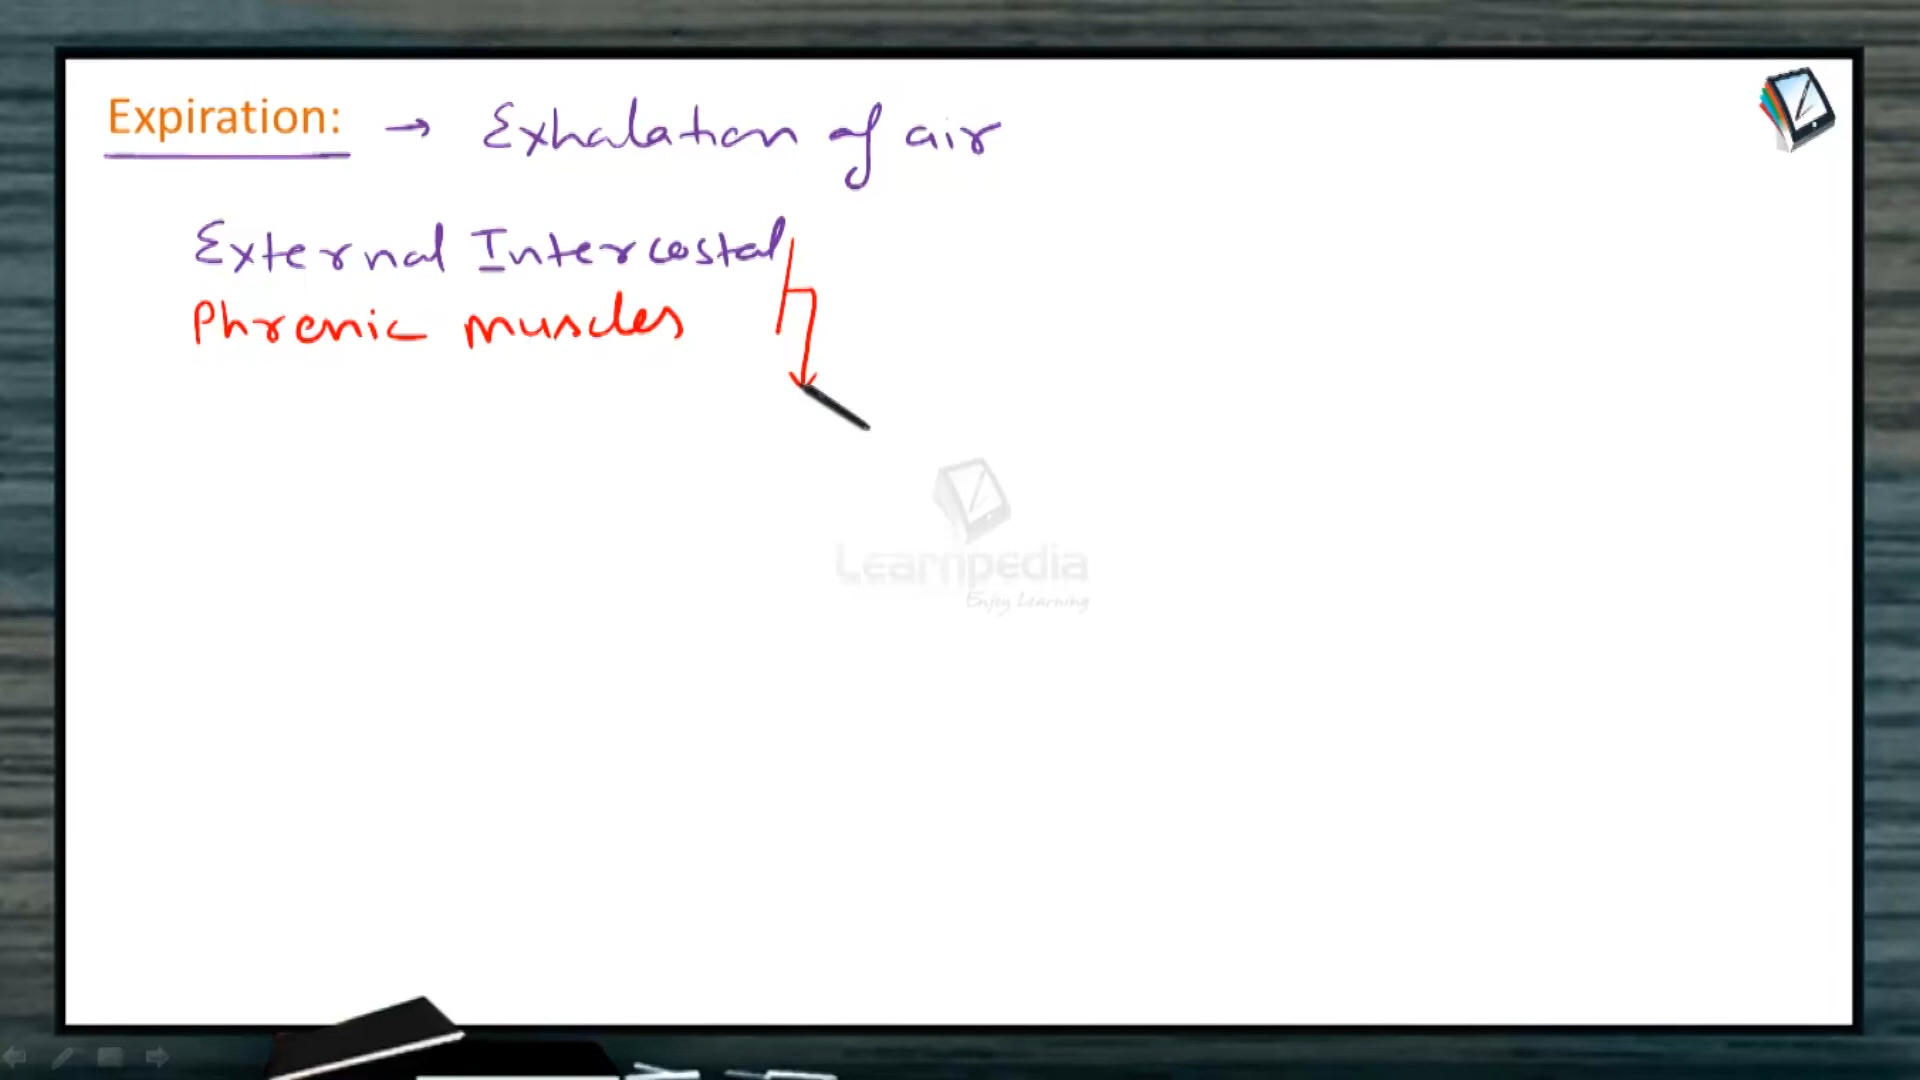 Expiration: → Exhalation of air
External Intercostal
Phrenic muscles
Learnpedia
Enjoy Learning